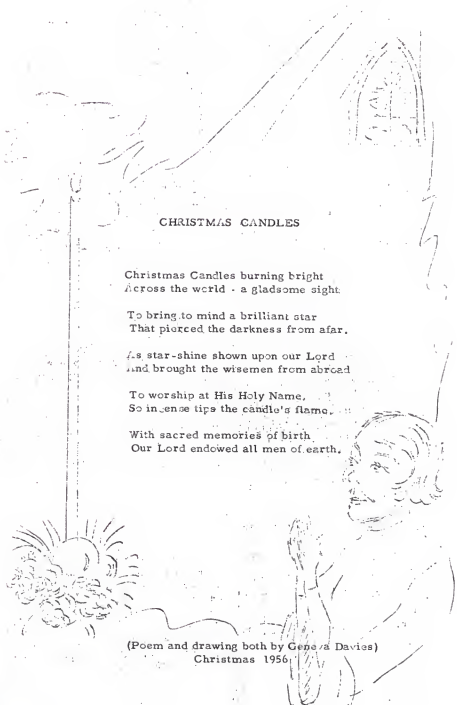 CHRISTMAS CANDLES
Christmas Candles burning bright
Across the world - a gladsome sight:
To bring to mind a brilliant star
That pierced the darkness from afar.
As star-shine shown upon our Lord
And brought the wisemen from abroad
To worship at His Holy Name,
So incense tips the candle's flame.
With sacred memories of birth
Our Lord endowed all men of earth.
(Poem and drawing both by Geneva Davies)
Christmas 1956